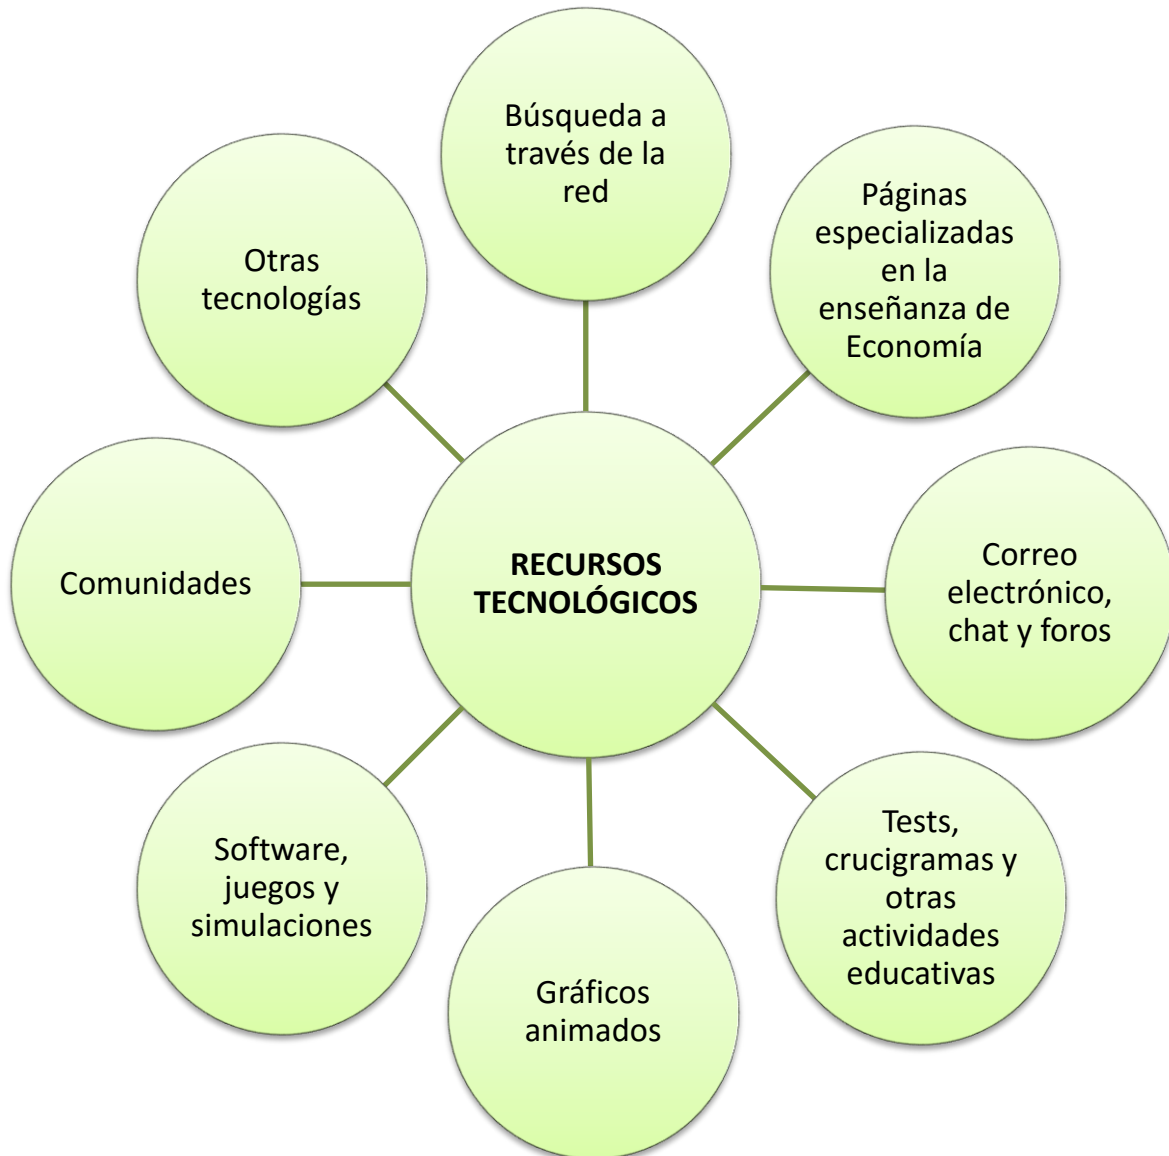 Búsqueda a
través de la
red
Páginas
especializadas
en la
enseñanza de
Economía
Correo
electrónico,
chat y foros
Tests,
crucigramas y
otras
actividades
educativas
Gráficos
animados
Software,
juegos y
simulaciones
Comunidades
Otras
tecnologías
RECURSOS
TECNOLÓGICOS